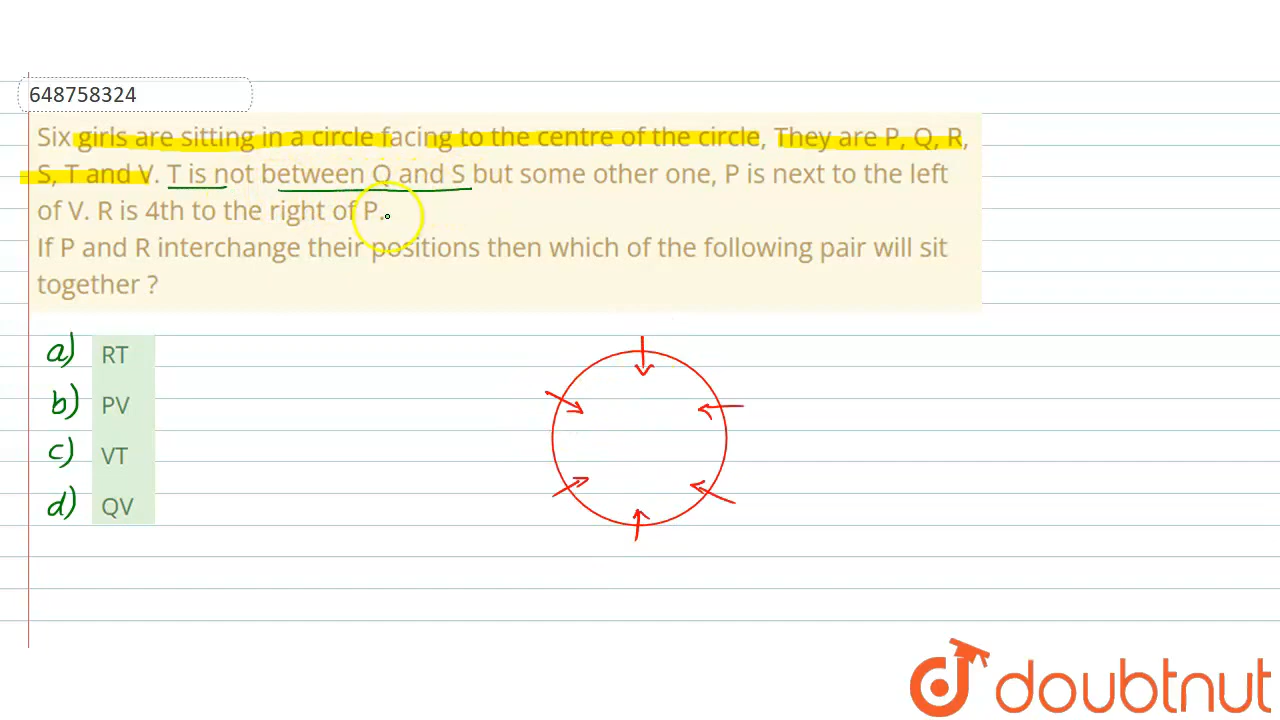 648758324
Six girls are sitting in a circle facing to the centre of the circle, They are P, Q, R,
S, T and V. T is not between Q and S but some other one, P is next to the left
of V. R is 4th to the right of P.
If P and R interchange their positions then which of the following pair will sit
together ?
a) RT
b) PV
c) VT
d) QV
doubtnut